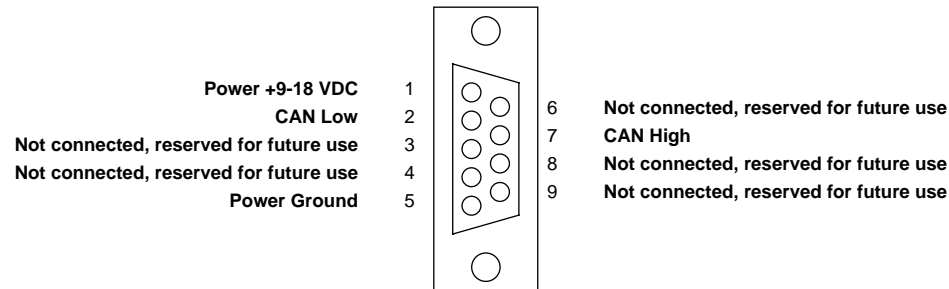 Power +9-18 VDC 1
CAN Low 2
Not connected, reserved for future use 3
Not connected, reserved for future use 4
Power Ground 5
6 Not connected, reserved for future use
7 CAN High
8 Not connected, reserved for future use
9 Not connected, reserved for future use